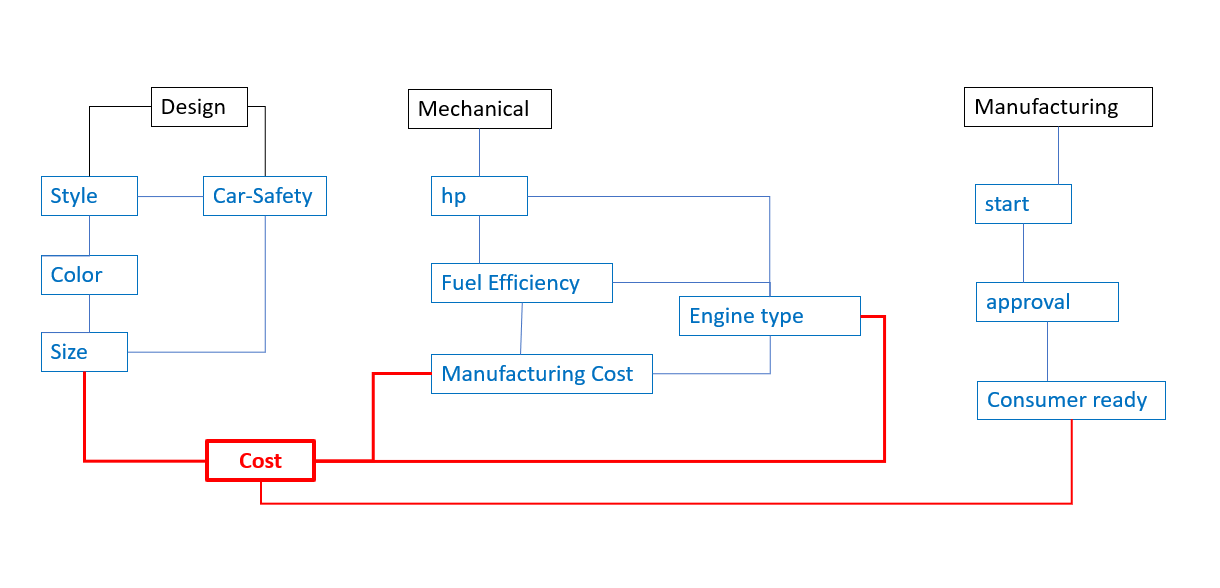 Design
Mechanical
Manufacturing
Style
Car-Safety
hp
start
Color
Fuel Efficiency
approval
Engine type
Size
Manufacturing Cost
Consumer ready
Cost